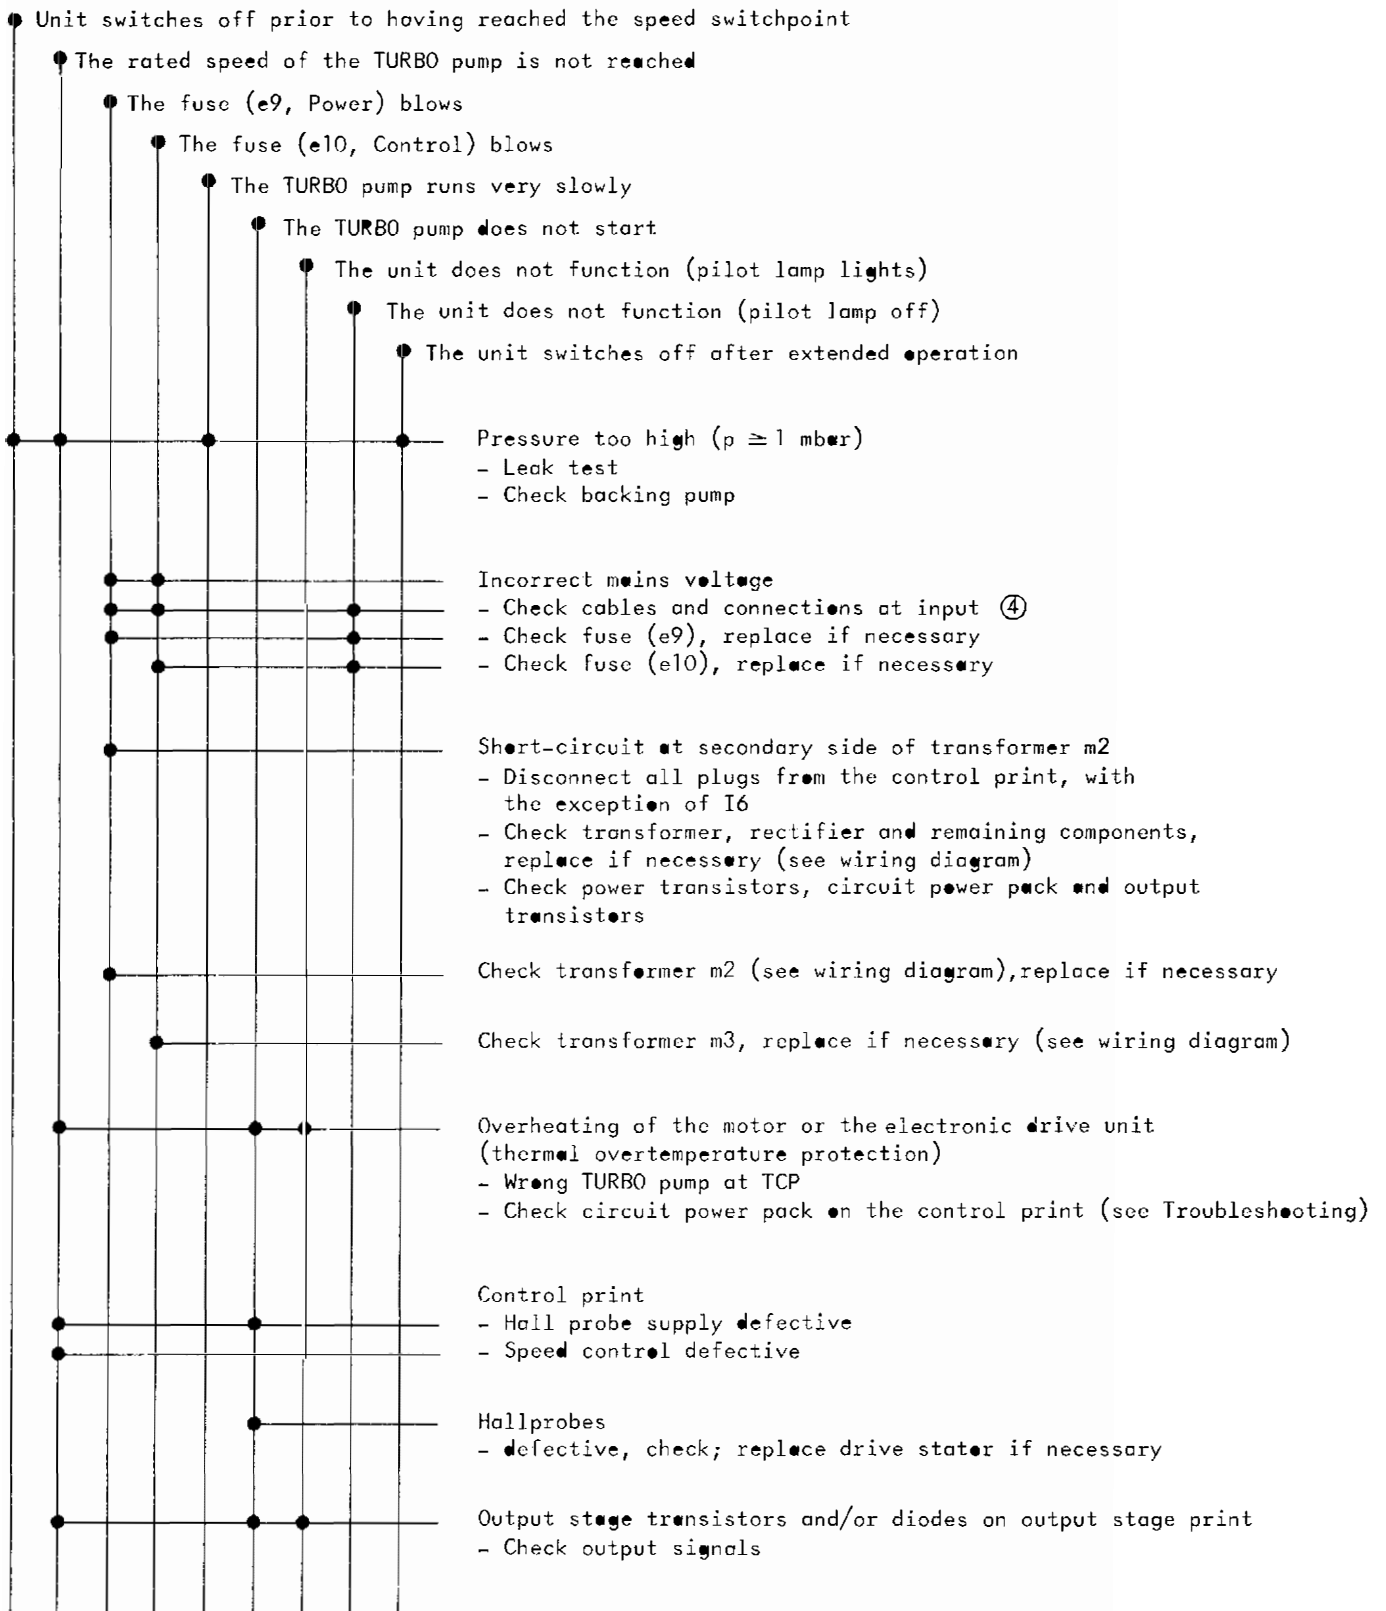 Unit switches off prior to having reached the speed switchpoint
The rated speed of the TURBO pump is not reached
The fuse (e9, Power) blows
The fuse (e10, Control) blows
The TURBO pump runs very slowly
The TURBO pump does not start
The unit does not function (pilot lamp lights)
The unit does not function (pilot lamp off)
The unit switches off after extended operation
Pressure too high (p ≥ 1 mbar)
- Leak test
- Check backing pump
Incorrect mains voltage
- Check cables and connections at input ④
- Check fuse (e9), replace if necessary
- Check fuse (e10), replace if necessary
Short-circuit at secondary side of transformer m2
- Disconnect all plugs from the control print, with
the exception of I6
- Check transformer, rectifier and remaining components,
replace if necessary (see wiring diagram)
- Check power transistors, circuit power pack and output
transistors
Check transformer m2 (see wiring diagram),replace if necessary
Check transformer m3, replace if necessary (see wiring diagram)
Overheating of the motor or the electronic drive unit
(thermal overtemperature protection)
- Wrong TURBO pump at TCP
- Check circuit power pack on the control print (see Troubleshooting)
Control print
- Hall probe supply defective
- Speed control defective
Hallprobes
- defective, check; replace drive stator if necessary
Output stage transistors and/or diodes on output stage print
- Check output signals